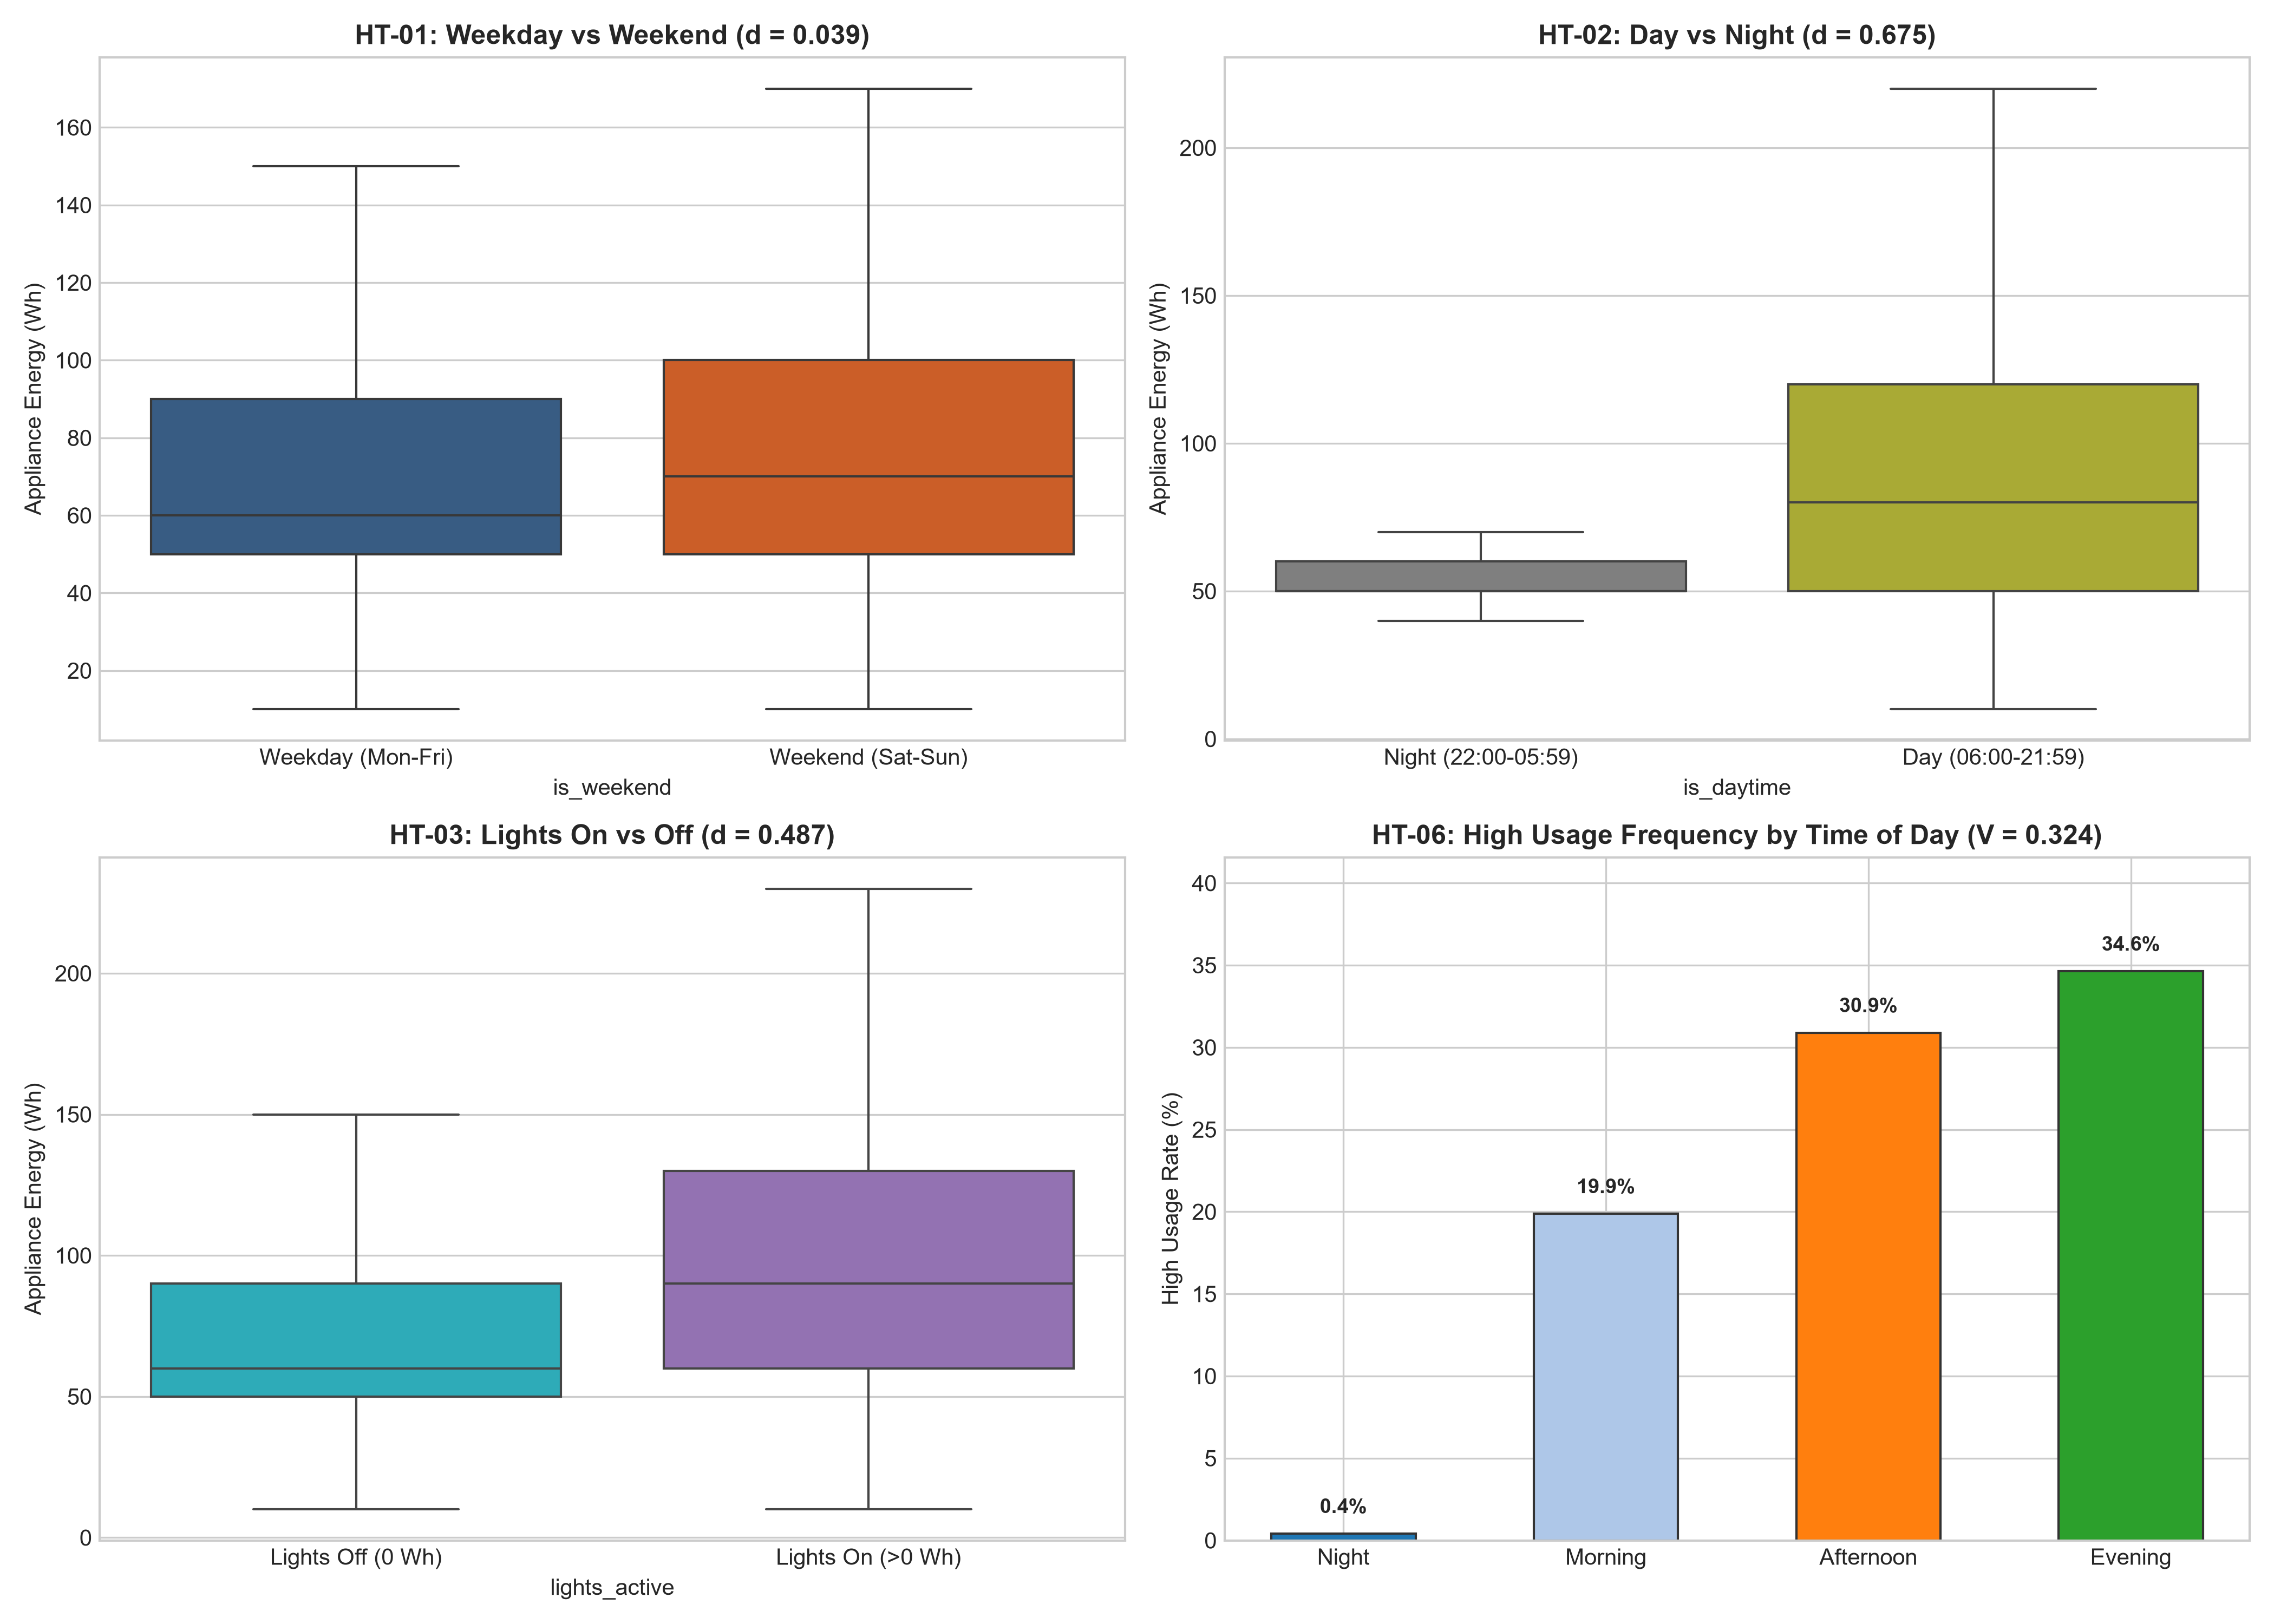 HT-01: Weekday vs Weekend (d = 0.039)
Appliance Energy (Wh)
160
140
120
100
80
60
40
20
Weekday (Mon-Fri)
Weekend (Sat-Sun)
is_weekend
HT-02: Day vs Night (d = 0.675)
Appliance Energy (Wh)
200
150
100
50
0
Night (22:00-05:59)
Day (06:00-21:59)
is_daytime
HT-03: Lights On vs Off (d = 0.487)
Appliance Energy (Wh)
200
150
100
50
0
Lights Off (0 Wh)
Lights On (>0 Wh)
lights_active
HT-06: High Usage Frequency by Time of Day (V = 0.324)
High Usage Rate (%)
40
35
30
25
20
15
10
5
0
0.4%
19.9%
30.9%
34.6%
Night
Morning
Afternoon
Evening